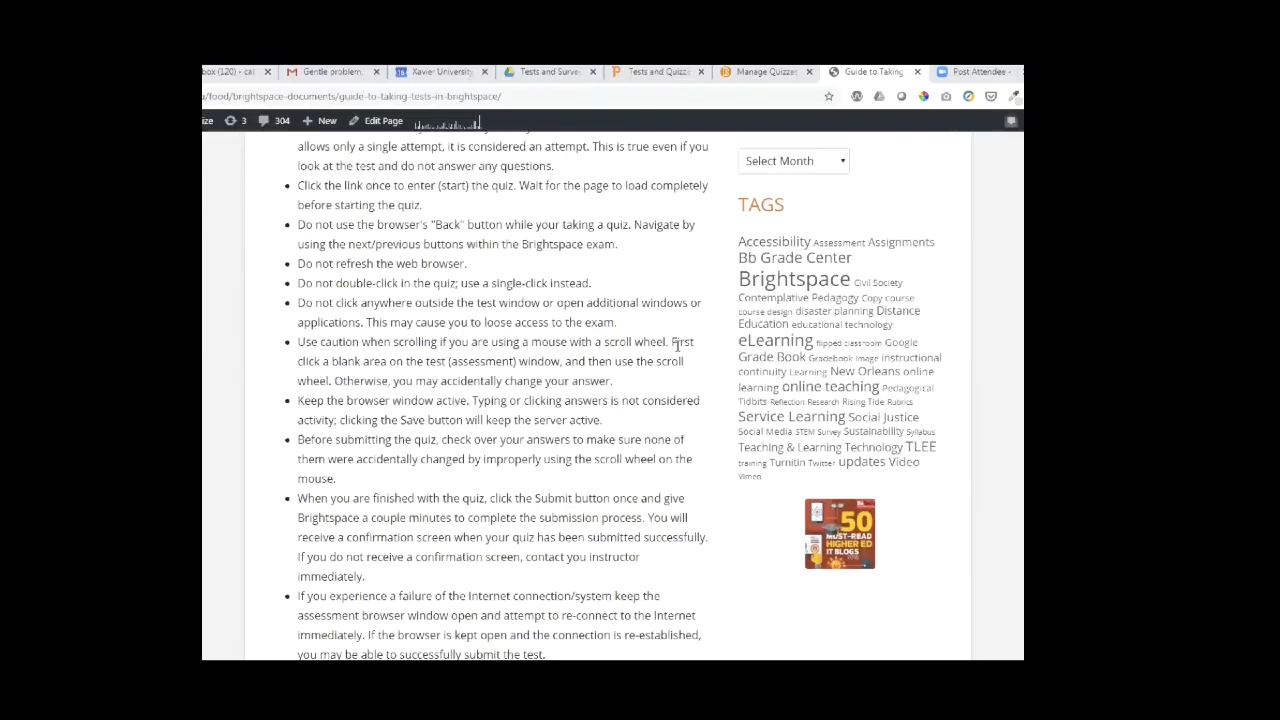 box (120) - cal
Gentle problem.
Xavier University
Tests and Surve
Tests and Quizz
Manage Quizzes
Guide to Taking
Post Attendee -
/food/brightspace-documents/guide-to-taking-tests-in-brightspace/
ize 3 304 New Edit Page
allows only a single attempt, it is considered an attempt. This is true even if you
look at the test and do not answer any questions.
• Click the link once to enter (start) the quiz. Wait for the page to load completely
before starting the quiz.
• Do not use the browser's "Back" button while your taking a quiz. Navigate by
using the next/previous buttons within the Brightspace exam.
• Do not refresh the web browser.
• Do not double-click in the quiz; use a single-click instead.
• Do not click anywhere outside the test window or open additional windows or
applications. This may cause you to loose access to the exam.
• Use caution when scrolling if you are using a mouse with a scroll wheel. First
click a blank area on the test (assessment) window, and then use the scroll
wheel. Otherwise, you may accidentally change your answer.
• Keep the browser window active. Typing or clicking answers is not considered
activity; clicking the Save button will keep the server active.
• Before submitting the quiz, check over your answers to make sure none of
them were accidentally changed by improperly using the scroll wheel on the
mouse.
• When you are finished with the quiz, click the Submit button once and give
Brightspace a couple minutes to complete the submission process. You will
receive a confirmation screen when your quiz has been submitted successfully.
If you do not receive a confirmation screen, contact you instructor
immediately.
• If you experience a failure of the Internet connection/system keep the
assessment browser window open and attempt to re-connect to the Internet
immediately. If the browser is kept open and the connection is re-established,
you may be able to successfully submit the test.
Select Month
TAGS
Accessibility Assessment Assignments
Bb Grade Center
Brightspace Civil Society
Contemplative Pedagogy Copy course
course design disaster planning Distance
Education educational technology
eLearning flipped classroom Google
Grade Book Gradebook Image instructional
continuity Learning New Orleans online
learning online teaching Pedagogical
Tidbits Reflection Research Rising Tide Rubrics
Service Learning Social Justice
Social Media STEM Survey Sustainability Syllabus
Teaching & Learning Technology TLEE
training Turnitin Twitter updates Video
Vimeo
50
MUST-READ
HIGHER ED
IT BLOGS